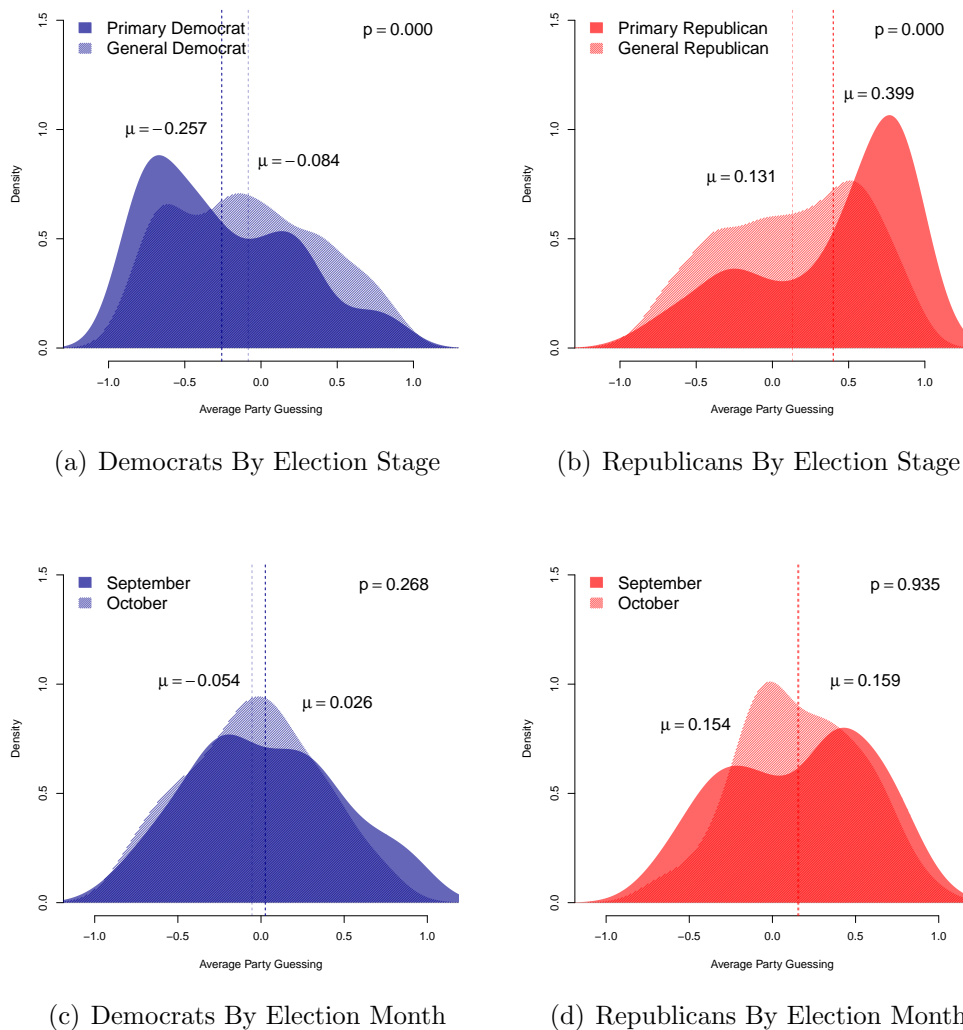 1.5
Primary Democrat
General Democrat
p = 0.000
μ = −0.257
μ = −0.084
1.0
0.5
0.0
Density
−1.0 −0.5 0.0 0.5 1.0
Average Party Guessing
(a) Democrats By Election Stage
1.5
Primary Republican
General Republican
p = 0.000
μ = 0.399
μ = 0.131
1.0
0.5
0.0
Density
−1.0 −0.5 0.0 0.5 1.0
Average Party Guessing
(b) Republicans By Election Stage
1.5
September
October
p = 0.268
μ = −0.054
μ = 0.026
1.0
0.5
0.0
Density
−1.0 −0.5 0.0 0.5 1.0
Average Party Guessing
(c) Democrats By Election Month
1.5
September
October
p = 0.935
μ = 0.159
μ = 0.154
1.0
0.5
0.0
Density
−1.0 −0.5 0.0 0.5 1.0
Average Party Guessing
(d) Republicans By Election Month